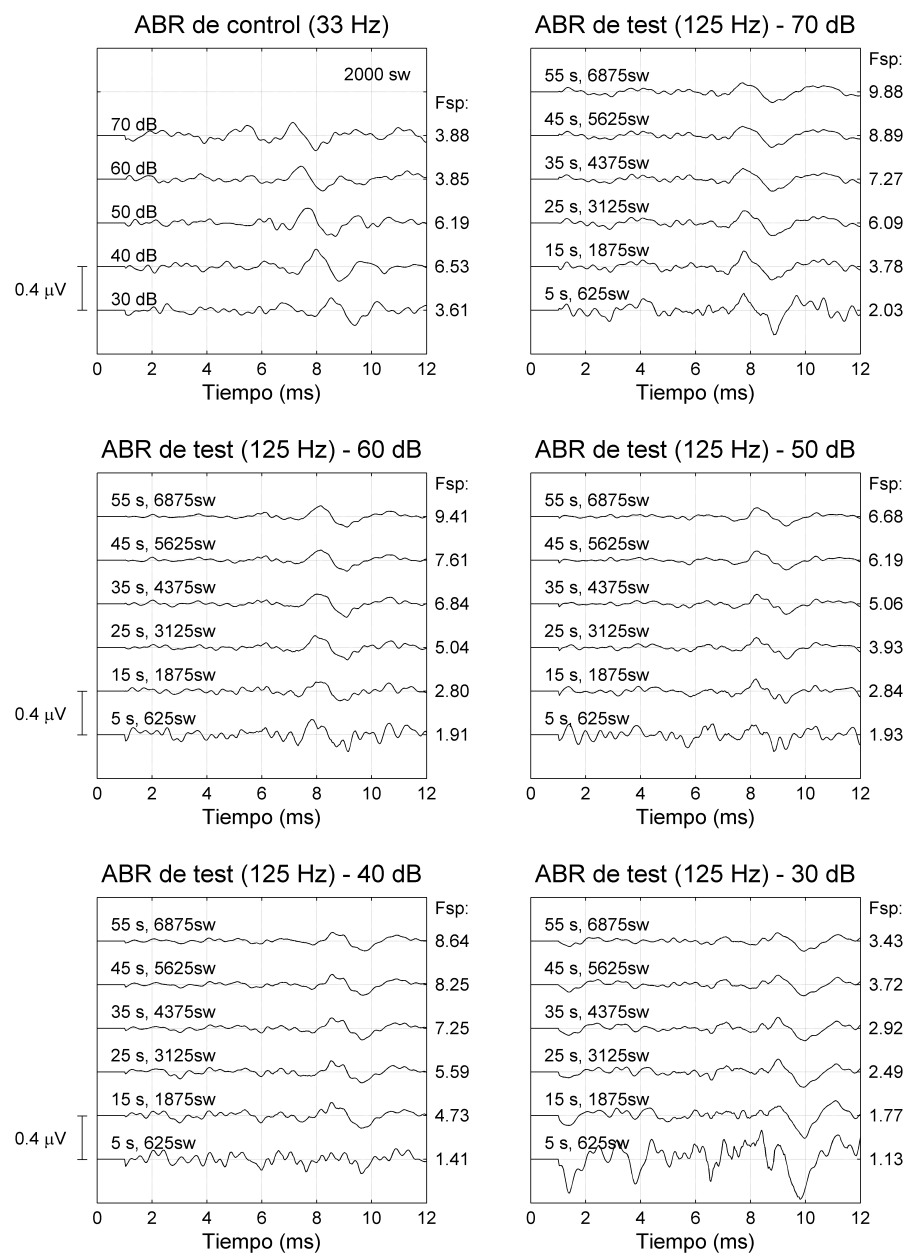 ABR de control (33 Hz)
2000 sw
Fsp:
70 dB
3.88
60 dB
3.85
50 dB
6.19
40 dB
6.53
30 dB
3.61
0.4 μV
0 2 4 6 8 10 12
Tiempo (ms)
ABR de test (125 Hz) - 70 dB
Fsp:
55 s, 6875sw
9.88
45 s, 5625sw
8.89
35 s, 4375sw
7.27
25 s, 3125sw
6.09
15 s, 1875sw
3.78
5 s, 625sw
2.03
0 2 4 6 8 10 12
Tiempo (ms)
ABR de test (125 Hz) - 60 dB
Fsp:
55 s, 6875sw
9.41
45 s, 5625sw
7.61
35 s, 4375sw
6.84
25 s, 3125sw
5.04
15 s, 1875sw
2.80
5 s, 625sw
1.91
0.4 μV
0 2 4 6 8 10 12
Tiempo (ms)
ABR de test (125 Hz) - 50 dB
Fsp:
55 s, 6875sw
6.68
45 s, 5625sw
6.19
35 s, 4375sw
5.06
25 s, 3125sw
3.93
15 s, 1875sw
2.84
5 s, 625sw
1.93
0 2 4 6 8 10 12
Tiempo (ms)
ABR de test (125 Hz) - 40 dB
Fsp:
55 s, 6875sw
8.64
45 s, 5625sw
8.25
35 s, 4375sw
7.25
25 s, 3125sw
5.59
15 s, 1875sw
4.73
5 s, 625sw
1.41
0.4 μV
0 2 4 6 8 10 12
Tiempo (ms)
ABR de test (125 Hz) - 30 dB
Fsp:
55 s, 6875sw
3.43
45 s, 5625sw
3.72
35 s, 4375sw
2.92
25 s, 3125sw
2.49
15 s, 1875sw
1.77
5 s, 625sw
1.13
0 2 4 6 8 10 12
Tiempo (ms)